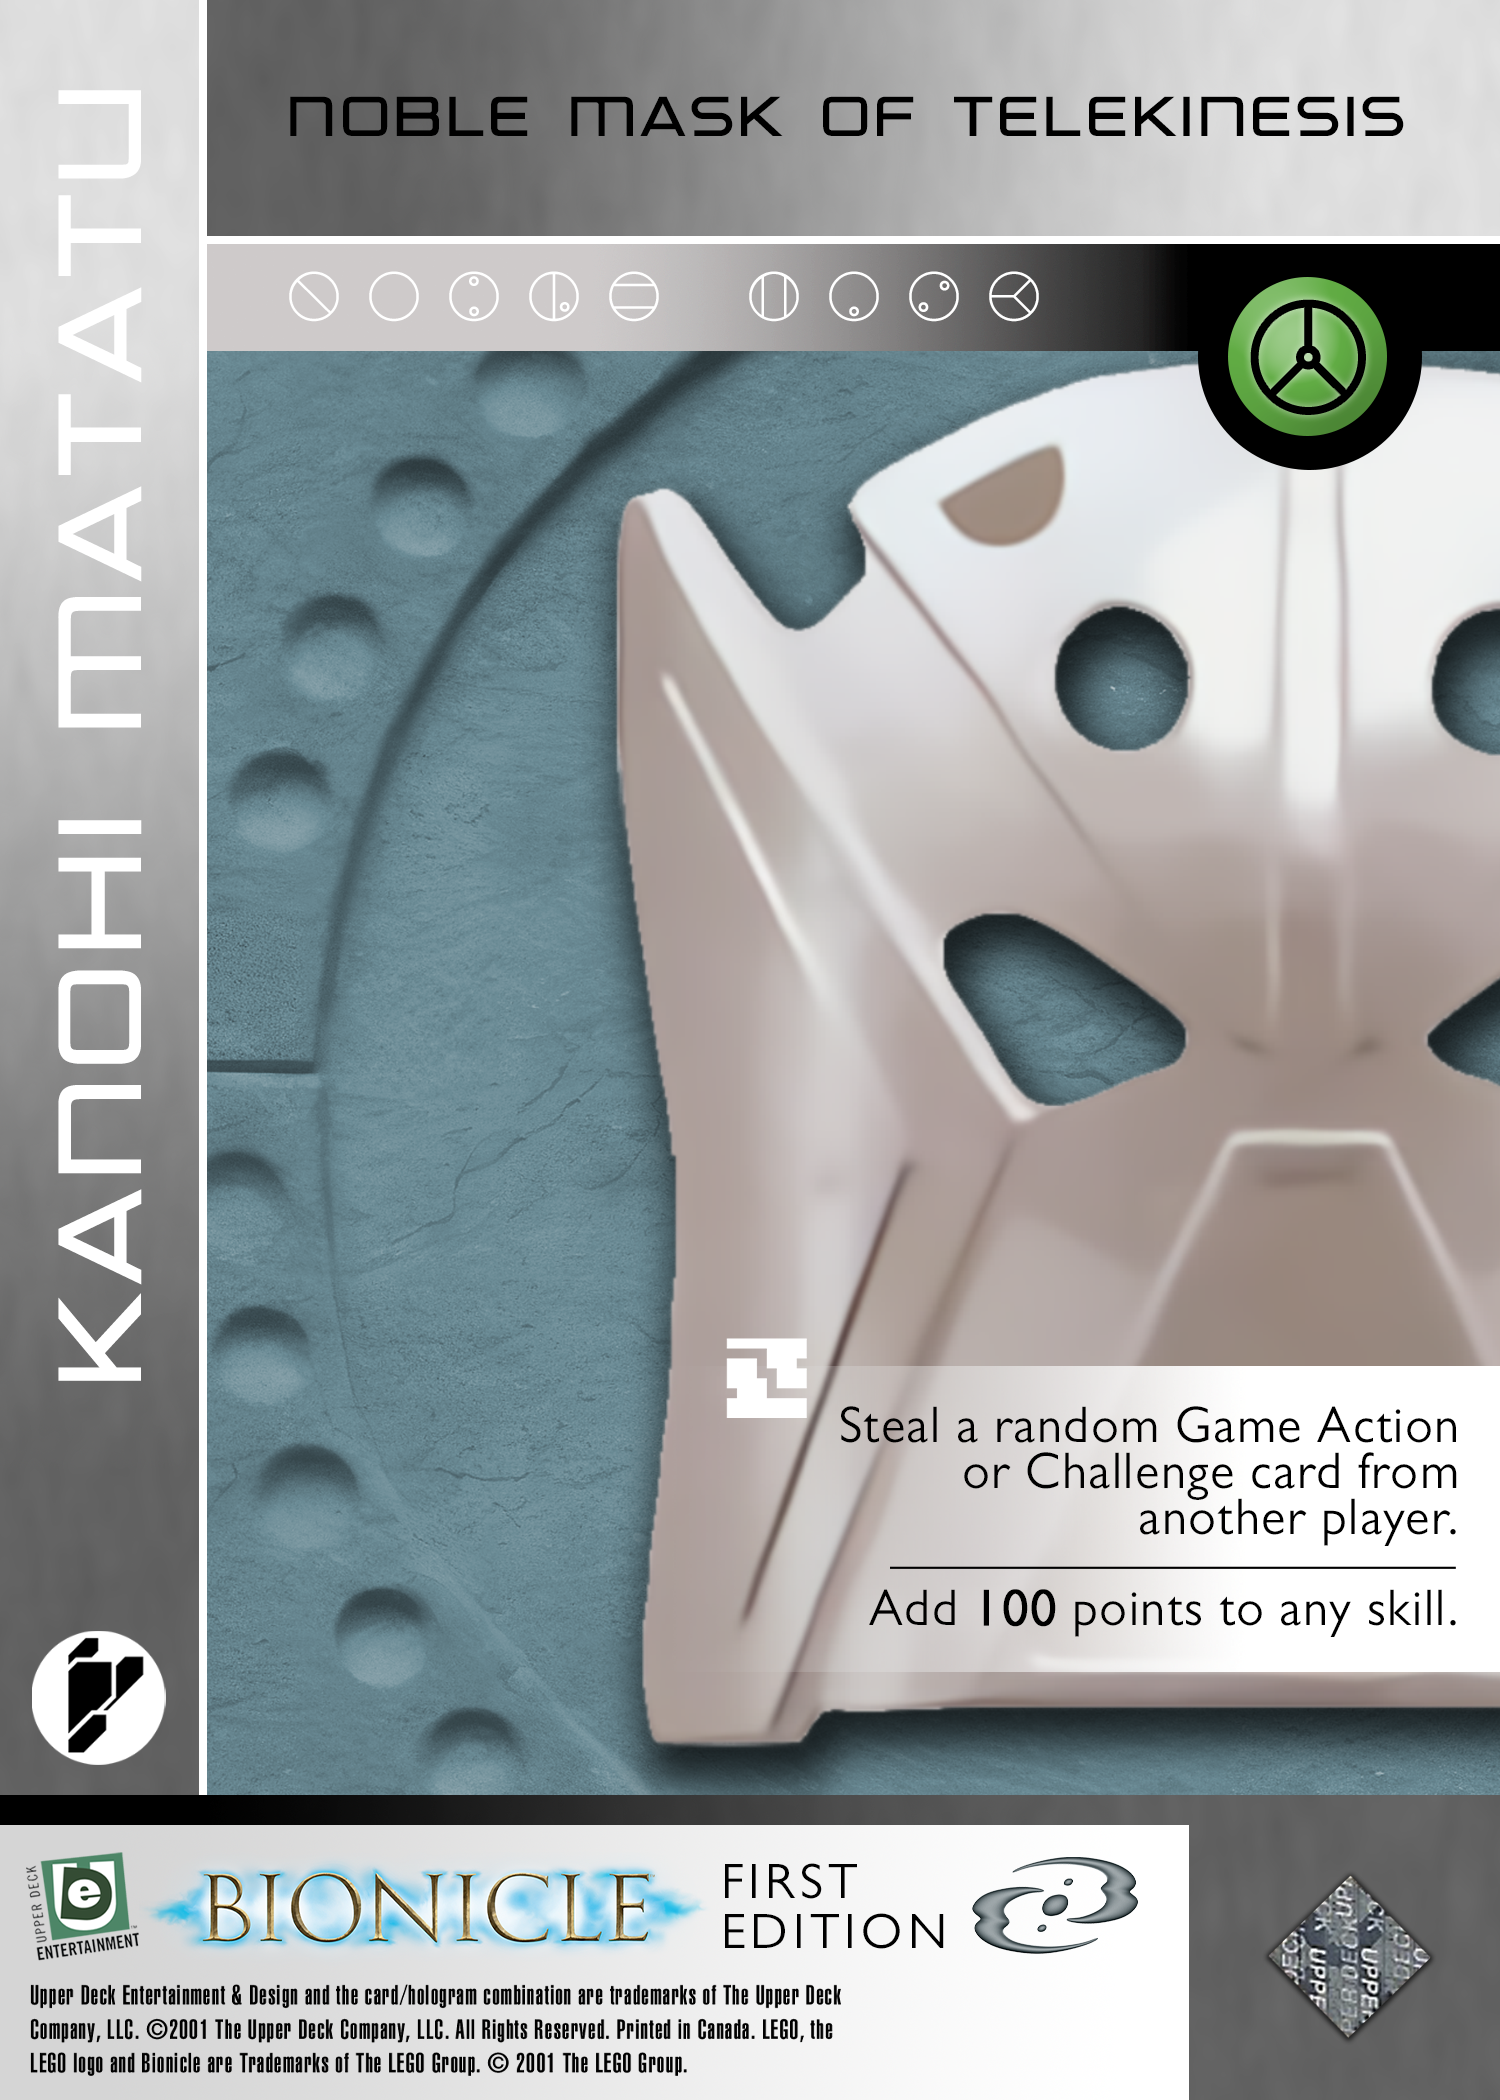 NOBLE MASK OF TELEKINESIS
KANOHI MATATU
Steal a random Game Action
or Challenge card from
another player.
Add 100 points to any skill.
UPPER DECK
e
ENTERTAINMENT
BIONICLE
FIRST
EDITION
Upper Deck Entertainment & Design and the card/hologram combination are trademarks of The Upper Deck
Company, LLC. ©2001 The Upper Deck Company, LLC. All Rights Reserved. Printed in Canada. LEGO, the
LEGO logo and Bionicle are Trademarks of The LEGO Group. © 2001 The LEGO Group.